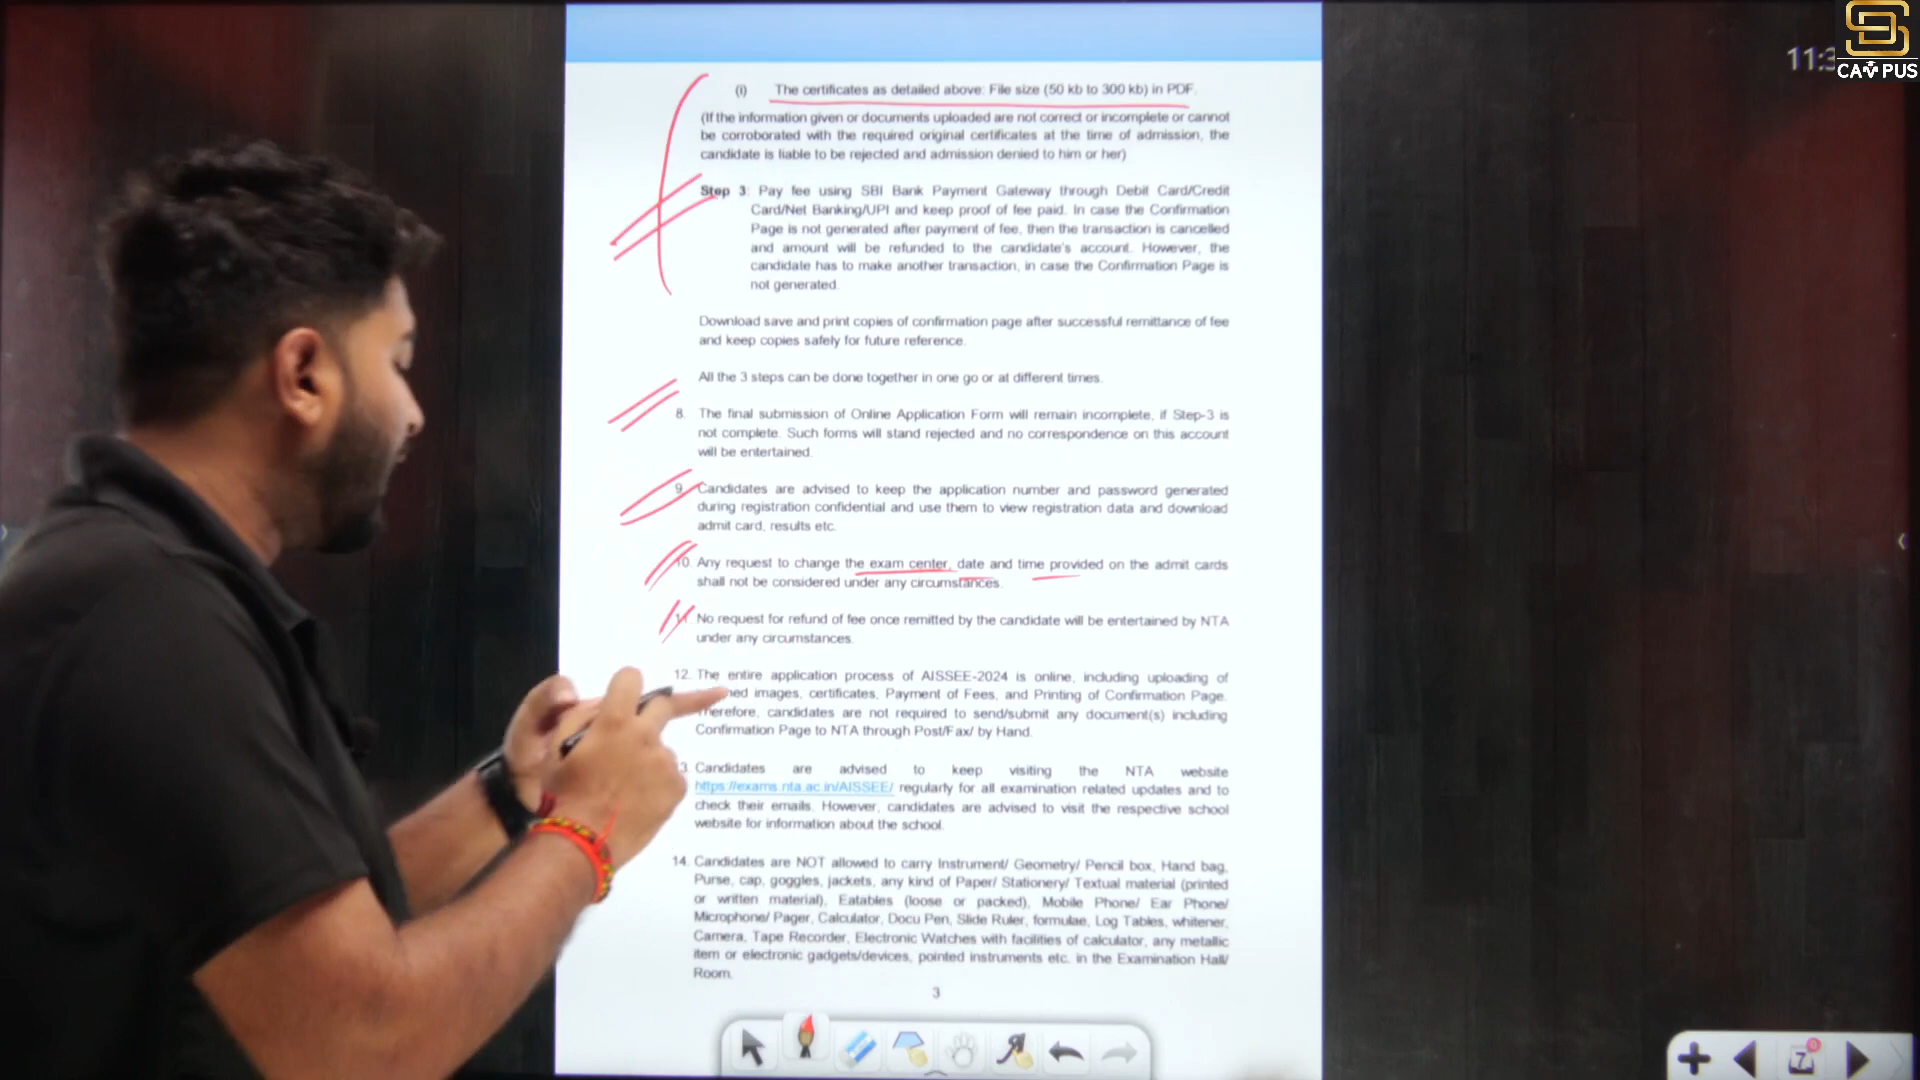 11:3
CAMPUS
(i) The certificates as detailed above: File size (50 kb to 300 kb) in PDF.
(If the information given or documents uploaded are not correct or incomplete or cannot
be corroborated with the required original certificates at the time of admission, the
candidate is liable to be rejected and admission denied to him or her)
Step 3: Pay fee using SBI Bank Payment Gateway through Debit Card/Credit
Card/Net Banking/UPI and keep proof of fee paid. In case the Confirmation
Page is not generated after payment of fee, then the transaction is cancelled
and amount will be refunded to the candidate's account. However, the
candidate has to make another transaction, in case the Confirmation Page is
not generated.
Download save and print copies of confirmation page after successful remittance of fee
and keep copies safely for future reference.
All the 3 steps can be done together in one go or at different times.
8. The final submission of Online Application Form will remain incomplete, if Step-3 is
not complete. Such forms will stand rejected and no correspondence on this account
will be entertained.
9. Candidates are advised to keep the application number and password generated
during registration confidential and use them to view registration data and download
admit card, results etc.
10. Any request to change the exam center, date and time provided on the admit cards
shall not be considered under any circumstances.
11. No request for refund of fee once remitted by the candidate will be entertained by NTA
under any circumstances.
12. The entire application process of AISSEE-2024 is online, including uploading of
images, certificates, Payment of Fees, and Printing of Confirmation Page.
Therefore, candidates are not required to send/submit any document(s) including
Confirmation Page to NTA through Post/Fax/ by Hand.
3. Candidates are advised to keep visiting the NTA website
https://exams.nta.ac.in/AISSEE/ regularly for all examination related updates and to
check their emails. However, candidates are advised to visit the respective school
website for information about the school.
14. Candidates are NOT allowed to carry Instrument/ Geometry/ Pencil box, Hand bag,
Purse, cap, goggles, jackets, any kind of Paper/ Stationery/ Textual material (printed
or written material), Eatables (loose or packed), Mobile Phone/ Ear Phone/
Microphone/ Pager, Calculator, Docu Pen, Slide Ruler, formulae, Log Tables, whitener,
Camera, Tape Recorder, Electronic Watches with facilities of calculator, any metallic
item or electronic gadgets/devices, pointed instruments etc. in the Examination Hall/
Room.
3
7